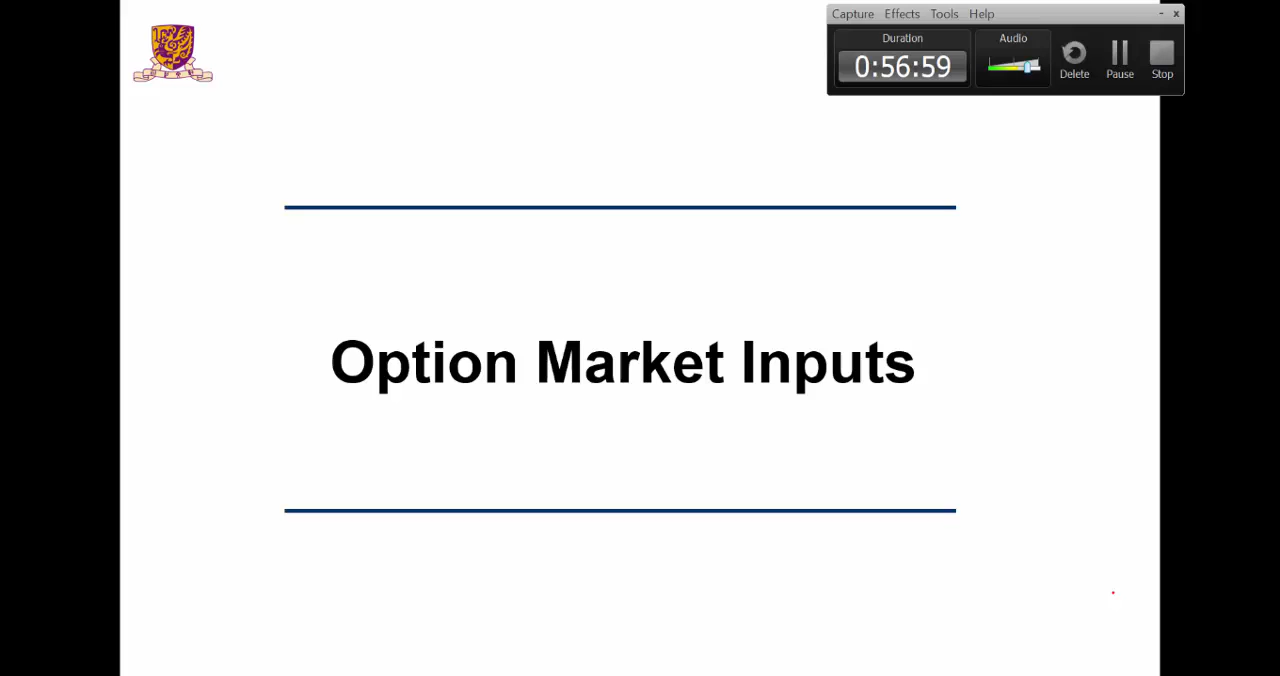 Capture Effects Tools Help
- x
Duration
Audio
0:56:59
Delete
Pause
Stop
Option Market Inputs